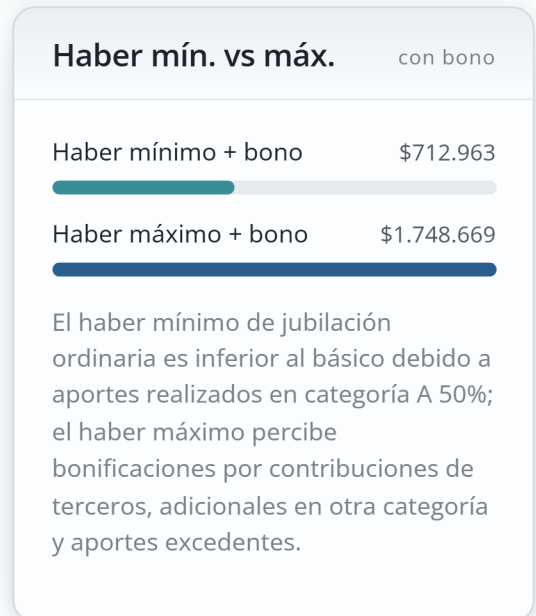 Haber mín. vs máx. con bono
Haber mínimo + bono $712.963
Haber máximo + bono $1.748.669
El haber mínimo de jubilación
ordinaria es inferior al básico debido a
aportes realizados en categoría A 50%;
el haber máximo percibe
bonificaciones por contribuciones de
terceros, adicionales en otra categoría
y aportes excedentes.